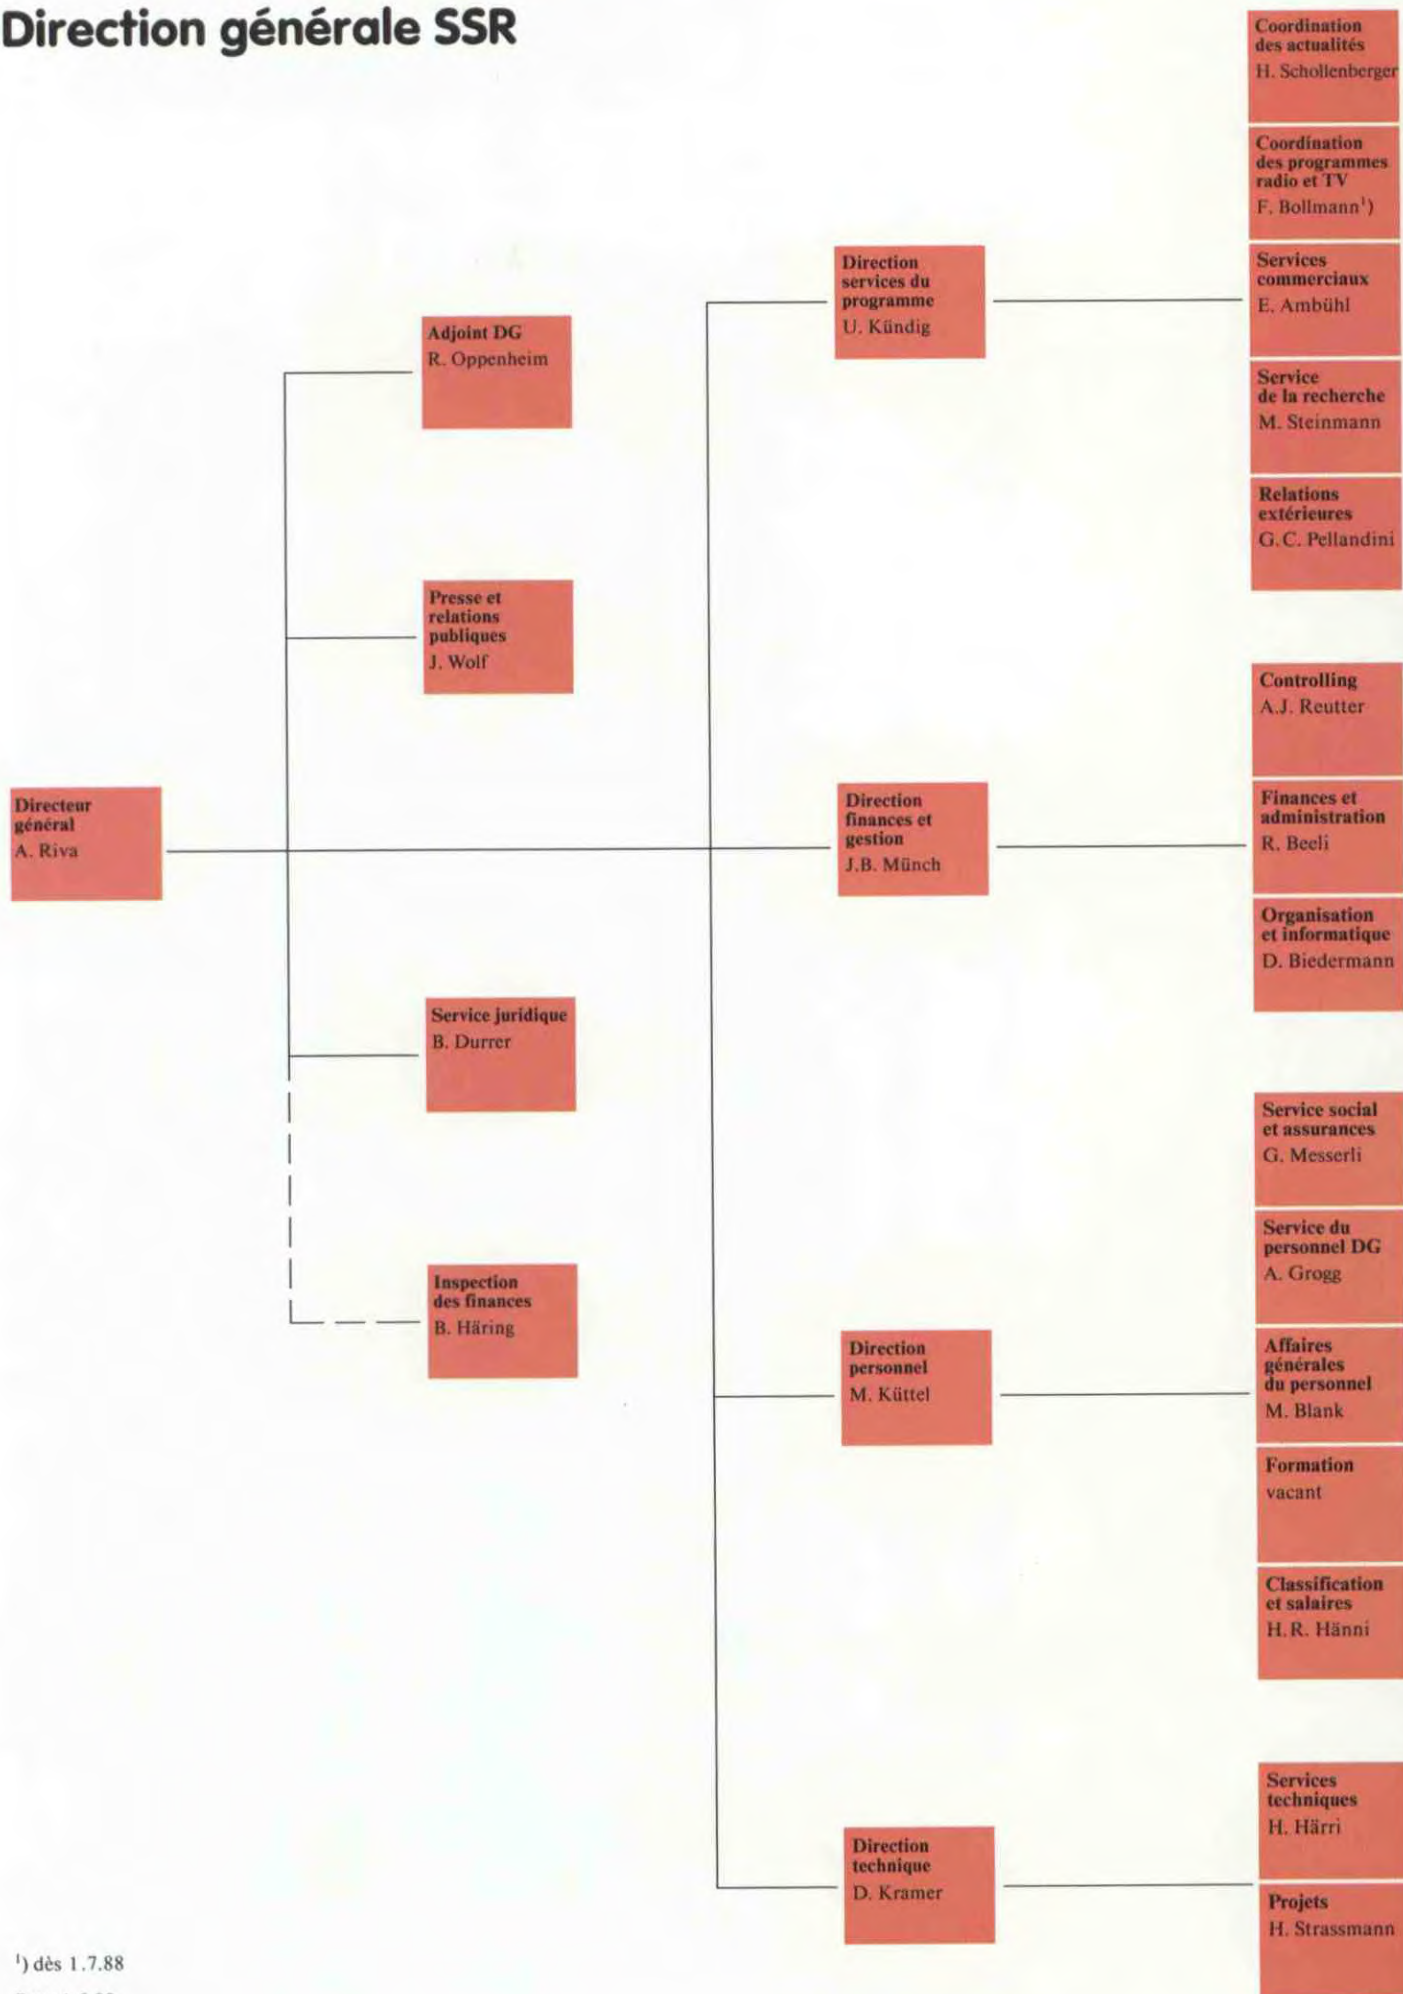 Direction générale SSR
Coordination
des actualités
H. Schollenberger
Coordination
des programmes
radio et TV
F. Bollmann¹)
Services
commerciaux
E. Ambühl
Service
de la recherche
M. Steinmann
Relations
extérieures
G.C. Pellandini
Direction
services du
programme
U. Kündig
Adjoint DG
R. Oppenheim
Presse et
relations
publiques
J. Wolf
Controlling
A.J. Reutter
Finances et
administration
R. Beeli
Organisation
et informatique
D. Biedermann
Direction
finances et
gestion
J.B. Münch
Directeur
général
A. Riva
Service juridique
B. Durrer
Inspection
des finances
B. Häring
Service social
et assurances
G. Messerli
Service du
personnel DG
A. Grogg
Affaires
générales
du personnel
M. Blank
Formation
vacant
Classification
et salaires
H.R. Hänni
Direction
personnel
M. Küttel
Services
techniques
H. Härri
Projets
H. Strassmann
Direction
technique
D. Kramer
¹) dès 1.7.88